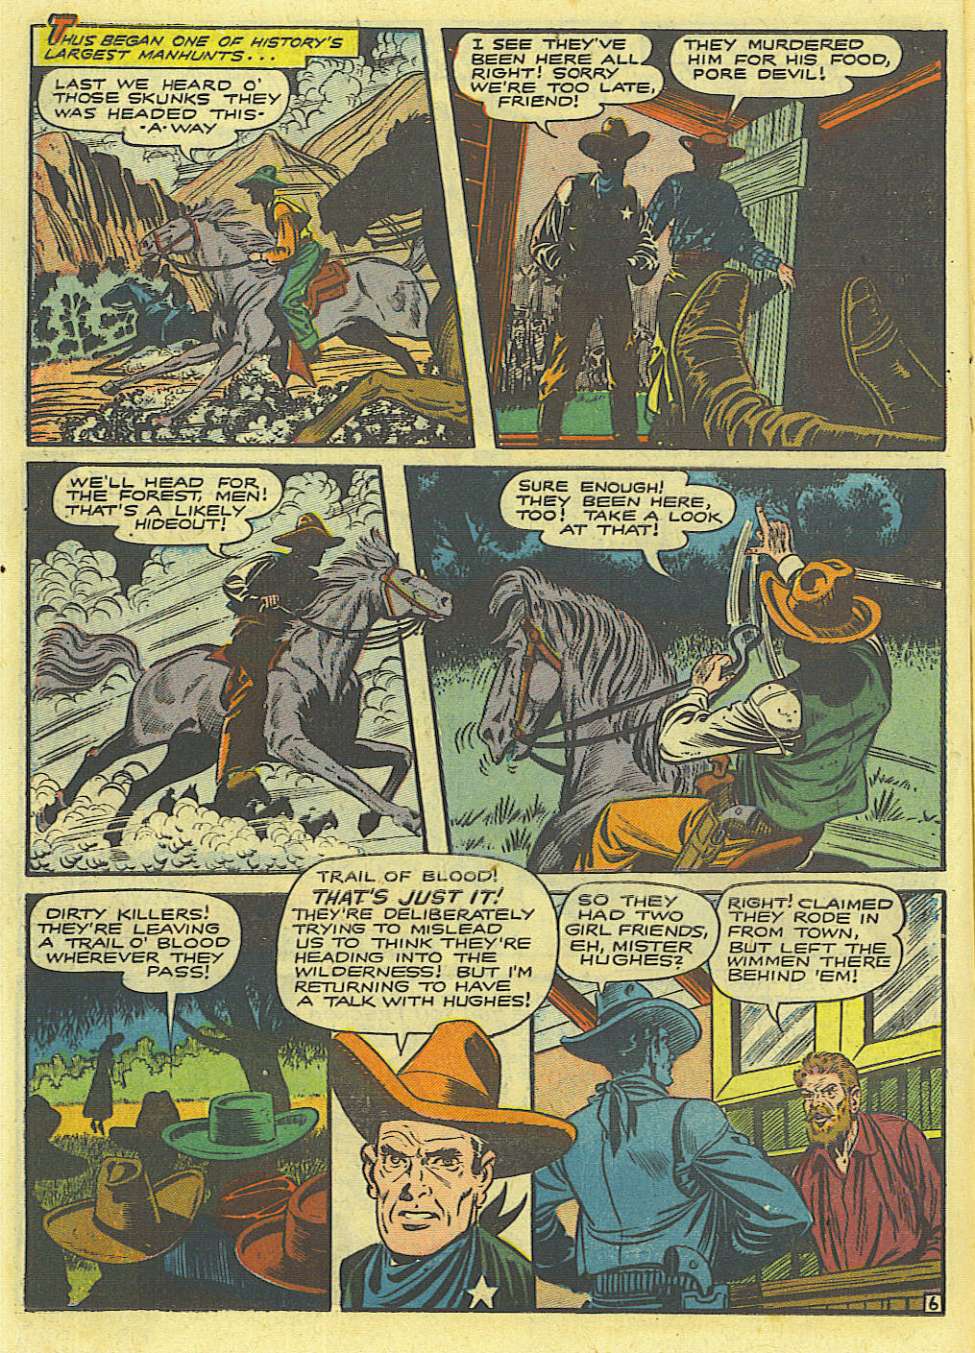 THUS BEGAN ONE OF HISTORY'S
LARGEST MANHUNTS...
LAST WE HEARD O'
THOSE SKUNKS THEY
WAS HEADED THIS-
-A-WAY
I SEE THEY'VE
BEEN HERE ALL
RIGHT! SORRY
WE'RE TOO LATE,
FRIEND!
THEY MURDERED
HIM FOR HIS FOOD,
PORE DEVIL!
WE'LL HEAD FOR
THE FOREST, MEN!
THAT'S A LIKELY
HIDEOUT!
SURE ENOUGH!
THEY BEEN HERE,
TOO! TAKE A LOOK
AT THAT!
DIRTY KILLERS!
THEY'RE LEAVING
A TRAIL O' BLOOD
WHEREVER THEY
PASS!
TRAIL OF BLOOD!
THAT'S JUST IT!
THEY'RE DELIBERATELY
TRYING TO MISLEAD
US TO THINK THEY'RE
HEADING INTO THE
WILDERNESS! BUT I'M
RETURNING TO HAVE
A TALK WITH HUGHES!
SO THEY
HAD TWO
GIRL FRIENDS,
EH, MISTER
HUGHES?
RIGHT! CLAIMED
THEY RODE IN
FROM TOWN,
BUT LEFT THE
WIMMEN THERE
BEHIND 'EM!
6